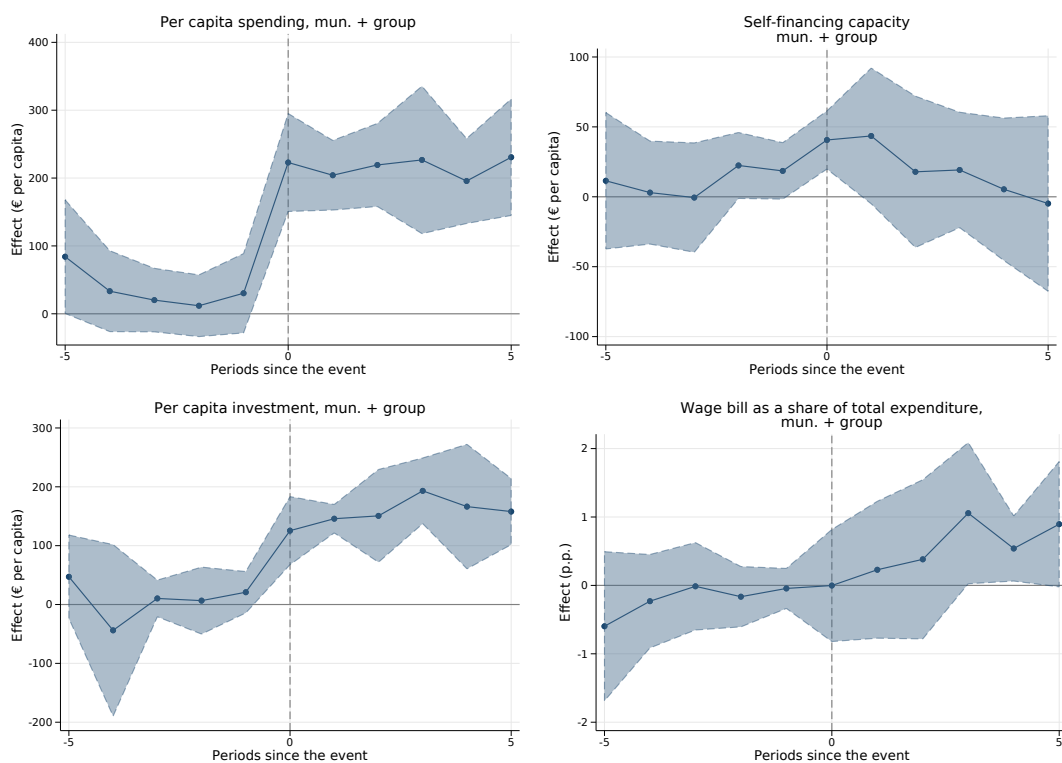 Per capita spending, mun. + group
400
300
200
100
0
Effect (€ per capita)
-5
0
5
Periods since the event
Self-financing capacity
mun. + group
100
50
0
-50
-100
Effect (€ per capita)
-5
0
5
Periods since the event
Per capita investment, mun. + group
300
200
100
0
-100
-200
Effect (€ per capita)
-5
0
5
Periods since the event
Wage bill as a share of total expenditure,
mun. + group
2
1
0
-1
-2
Effect (p.p.)
-5
0
5
Periods since the event